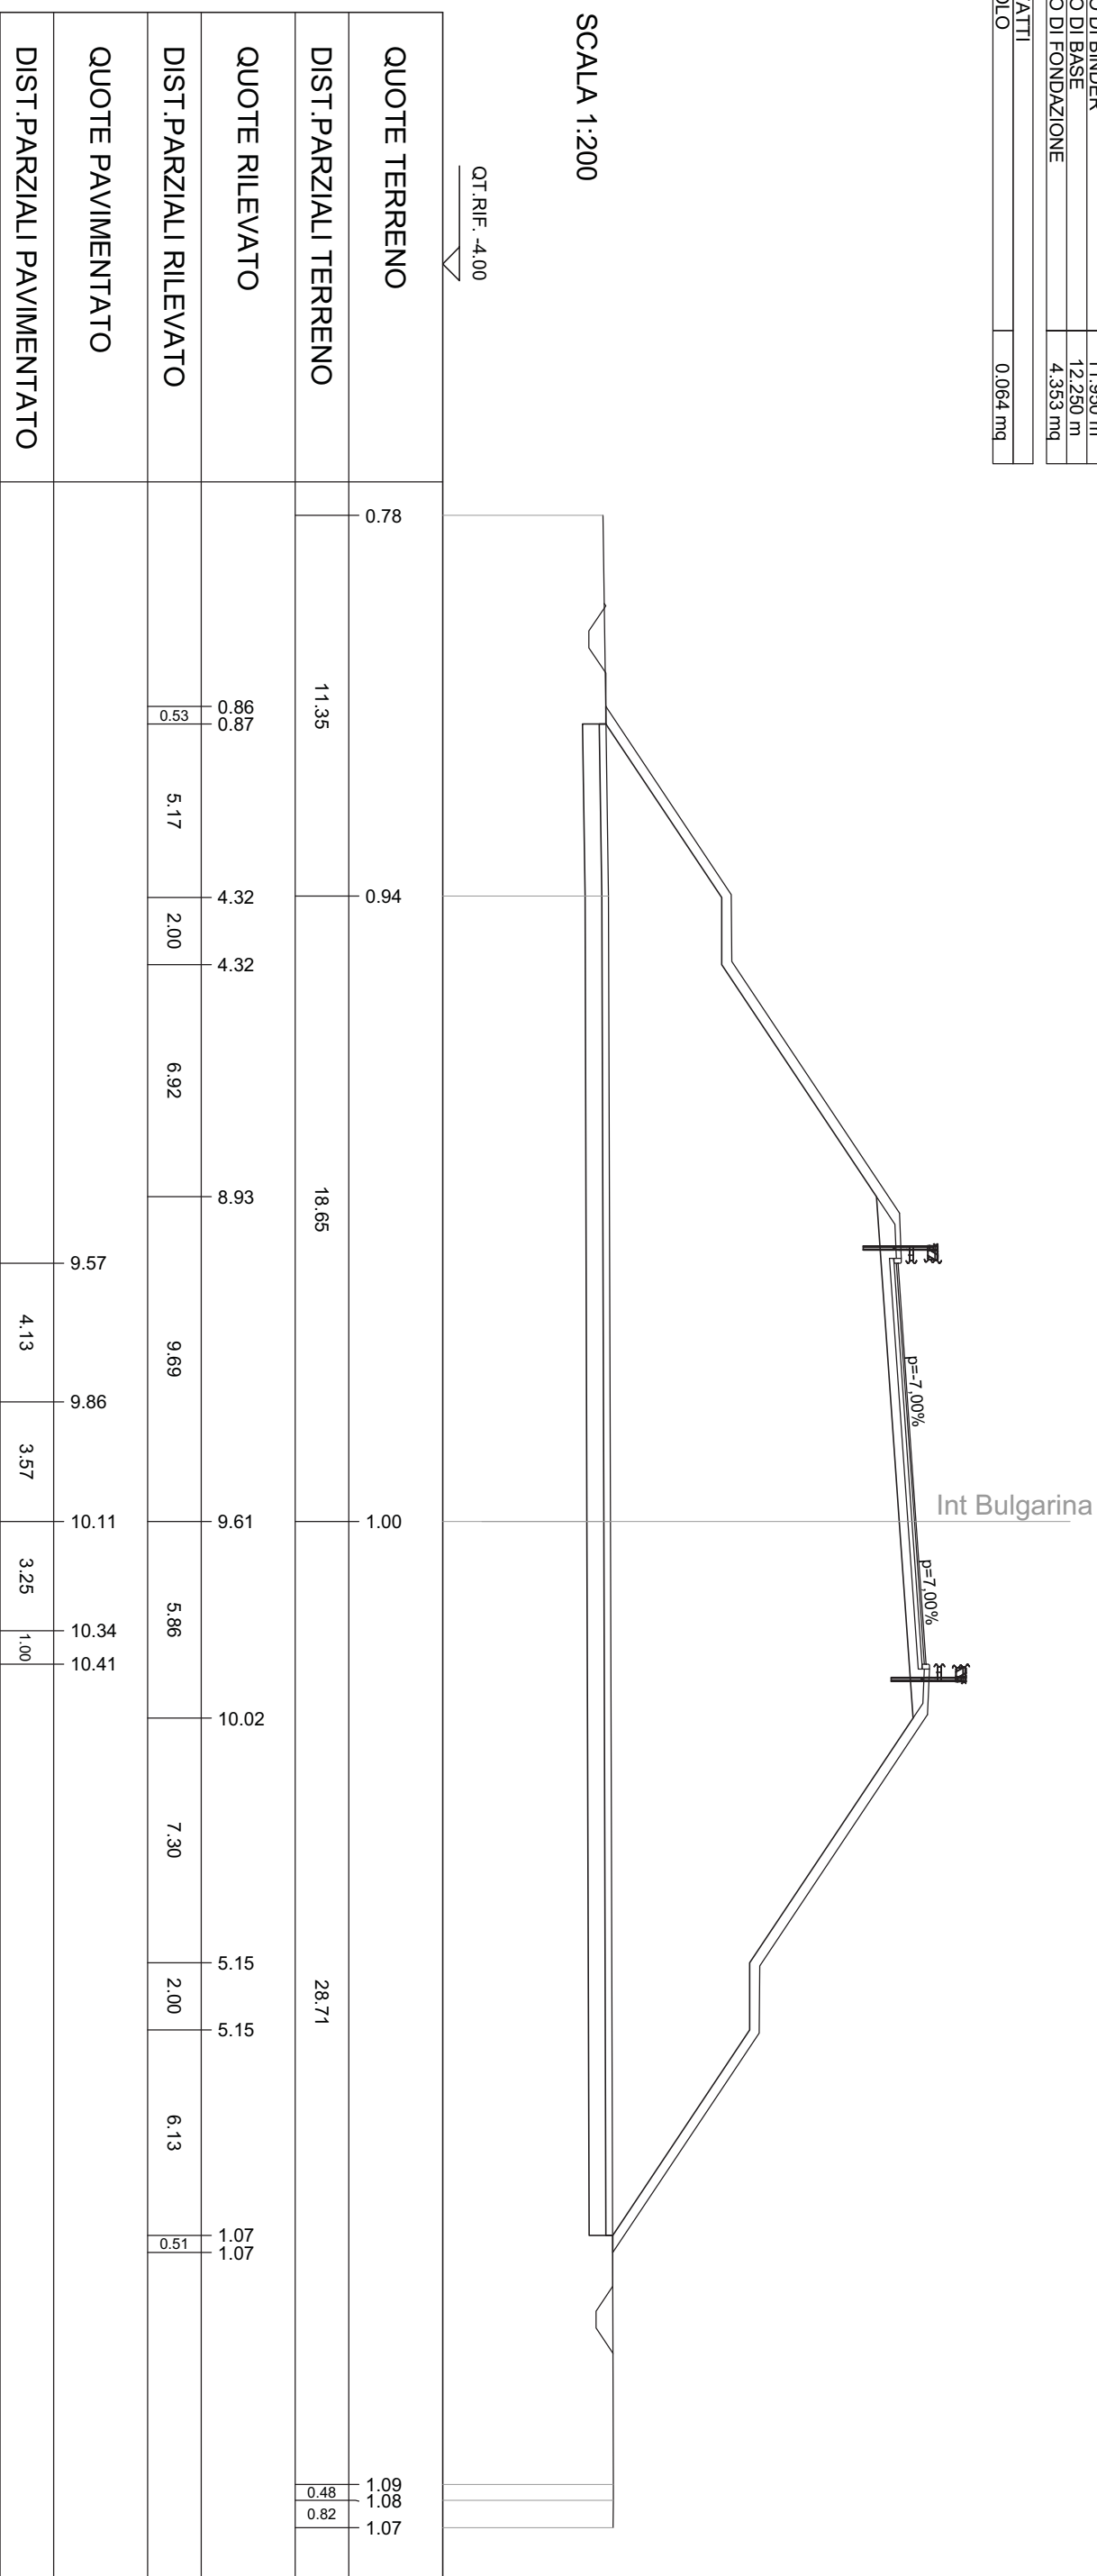 DI BINDER
11.950 m
DI BASE
12.250 m
DI FONDAZIONE
4.353 mq
0.064 mq
SCALA 1:200
Int Bulgarina
p=-7,00%
p=7,00%
QT.RIF. -4.00
QUOTE TERRENO
0.78
0.94
1.00
1.09
1.08
1.07
DIST.PARZIALI TERRENO
11.35
18.65
28.71
0.48
0.82
QUOTE RILEVATO
0.86
0.87
4.32
4.32
8.93
9.61
10.02
5.15
5.15
1.07
1.07
DIST.PARZIALI RILEVATO
0.53
5.17
2.00
6.92
9.69
5.86
7.30
2.00
6.13
0.51
QUOTE PAVIMENTATO
9.57
9.86
10.11
10.34
10.41
DIST.PARZIALI PAVIMENTATO
4.13
3.57
3.25
1.00